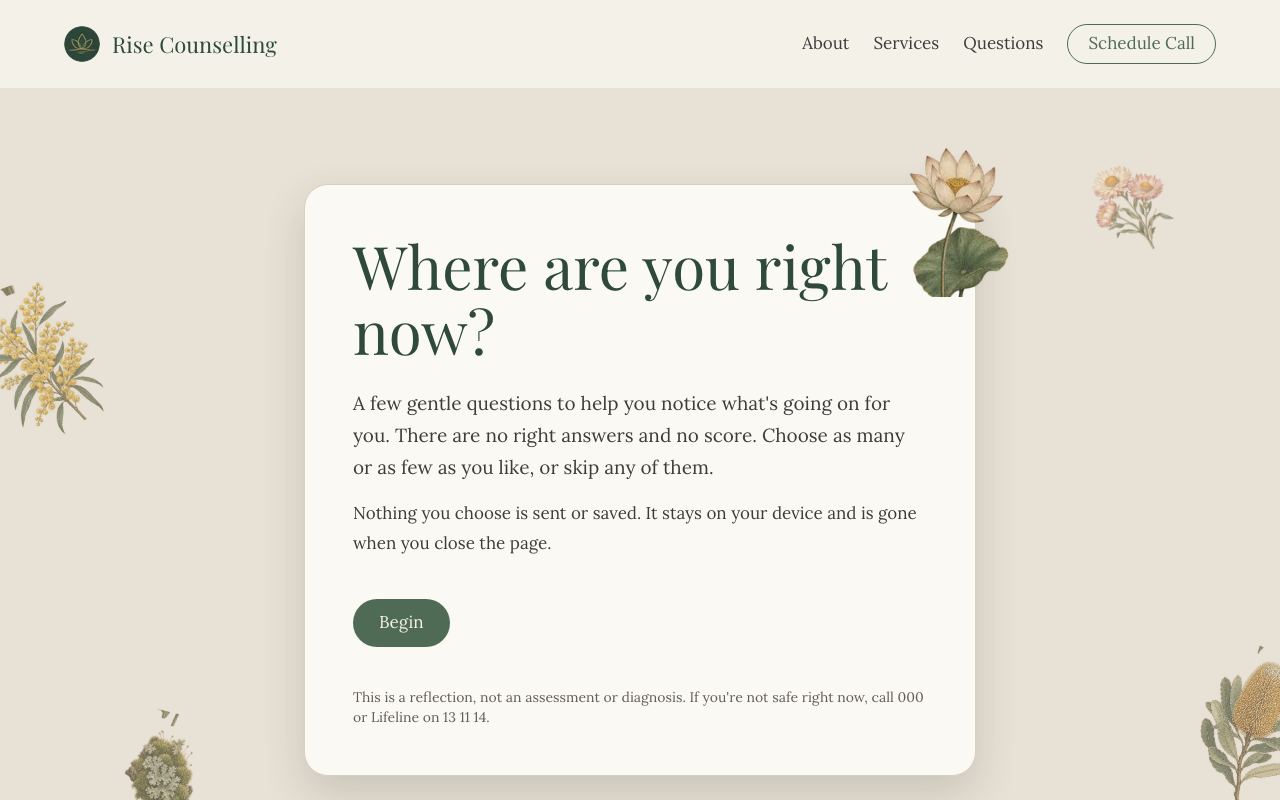 Rise Counselling
About
Services
Questions
Schedule Call
Where are you right
now?
A few gentle questions to help you notice what's going on for
you. There are no right answers and no score. Choose as many
or as few as you like, or skip any of them.
Nothing you choose is sent or saved. It stays on your device and is gone
when you close the page.
Begin
This is a reflection, not an assessment or diagnosis. If you're not safe right now, call 000
or Lifeline on 13 11 14.